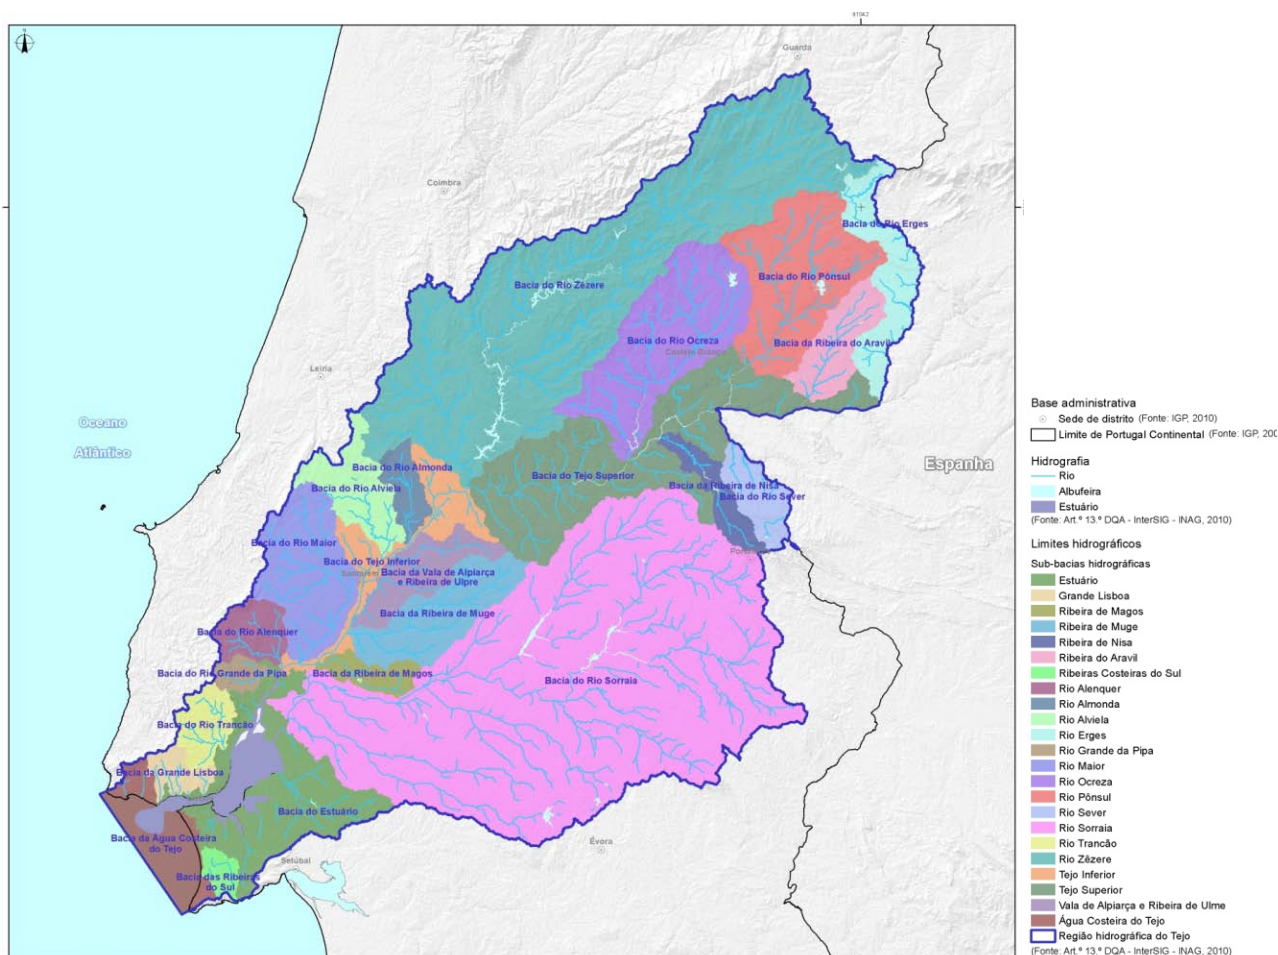 N
81942
Guarda
Coimbra
Bacia do Rio Erges
Bacia do Rio Pônsul
Bacia do Rio Zêzere
Bacia do Rio Ocreza
Bacia da Ribeira do Aravil
Castelo Branco
Leiria
Oceano
Atlântico
Espanha
Bacia do Rio Almonda
Bacia do Rio Alviela
Bacia do Tejo Superior
Bacia da Ribeira de Nisa
Bacia do Rio Sever
Bacia do Rio Maior
Bacia do Tejo Inferior
Bacia da Vala de Alpiarça
e Ribeira de Ulpre
Bacia da Ribeira de Muge
Bacia do Rio Alenquer
Bacia do Rio Grande da Pipa
Bacia da Ribeira de Magos
Bacia do Rio Sorraia
Bacia do Rio Trancão
Bacia da Grande Lisboa
Bacia do Estuário
Bacia da Água Costeira
do Tejo
Évora
Setúbal
Bacia das Ribeiras
do Sul
Base administrativa
Sede de distrito (Fonte: IGP, 2010)
Limite de Portugal Continental (Fonte: IGP, 200
Hidrografia
Rio
Albufeira
Estuário
(Fonte: Art.º 13.º DQA - InterSIG - INAG, 2010)
Limites hidrográficos
Sub-bacias hidrográficas
Estuário
Grande Lisboa
Ribeira de Magos
Ribeira de Muge
Ribeira de Nisa
Ribeira do Aravil
Ribeiras Costeiras do Sul
Rio Alenquer
Rio Almonda
Rio Alviela
Rio Erges
Rio Grande da Pipa
Rio Maior
Rio Ocreza
Rio Pônsul
Rio Sever
Rio Sorraia
Rio Trancão
Rio Zêzere
Tejo Inferior
Tejo Superior
Vala de Alpiarça e Ribeira de Ulme
Água Costeira do Tejo
Região hidrográfica do Tejo
(Fonte: Art.º 13.º DQA - InterSIG - INAG, 2010)